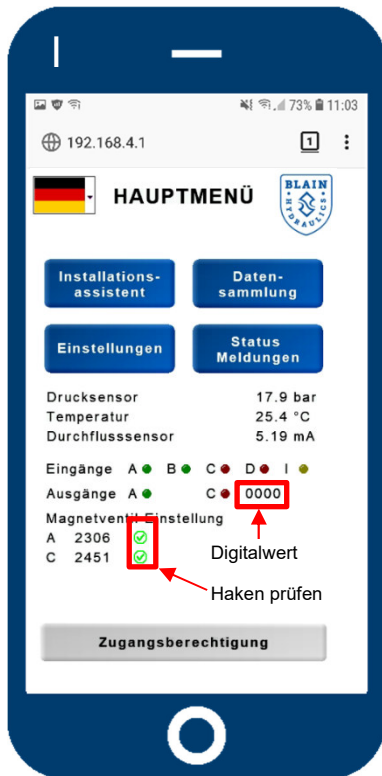 73% 11:03
192.168.4.1 1
HAUPTMENÜ
BLAIN
HYDRAULICS
Installations-
assistent
Daten-
sammlung
Einstellungen
Status
Meldungen
Drucksensor 17.9 bar
Temperatur 25.4 °C
Durchflusssensor 5.19 mA
Eingänge A B C D I
Ausgänge A C 0000
Magnetventil Einstellung
A 2306
C 2451
Digitalwert
Haken prüfen
Zugangsberechtigung